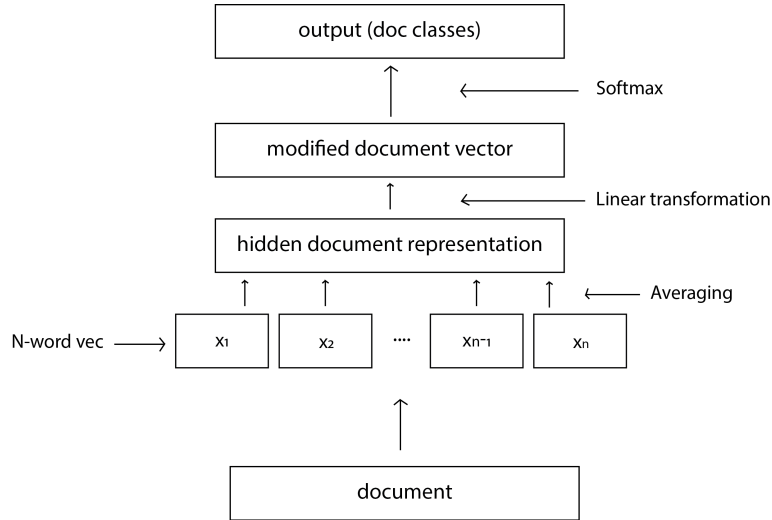 output (doc classes)
Softmax
modified document vector
Linear transformation
hidden document representation
Averaging
N-word vec
x₁
x₂
....
xₙ₋₁
xₙ
document